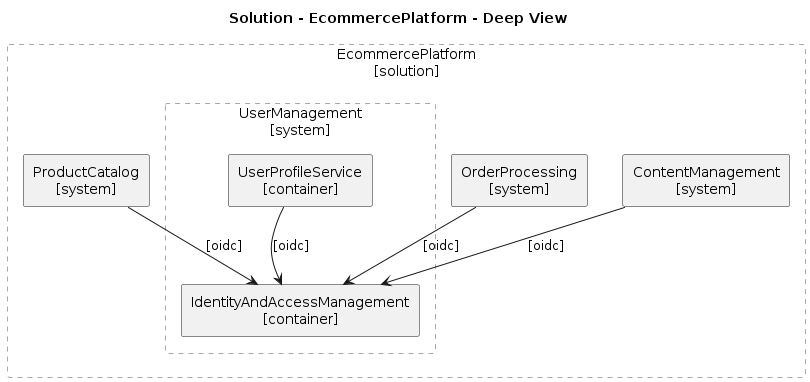 Solution - EcommercePlatform - Deep View
EcommercePlatform
[solution]
UserManagement
[system]
ProductCatalog
[system]
UserProfileService
[container]
OrderProcessing
[system]
ContentManagement
[system]
[oidc]
[oidc]
[oidc]
[oidc]
IdentityAndAccessManagement
[container]